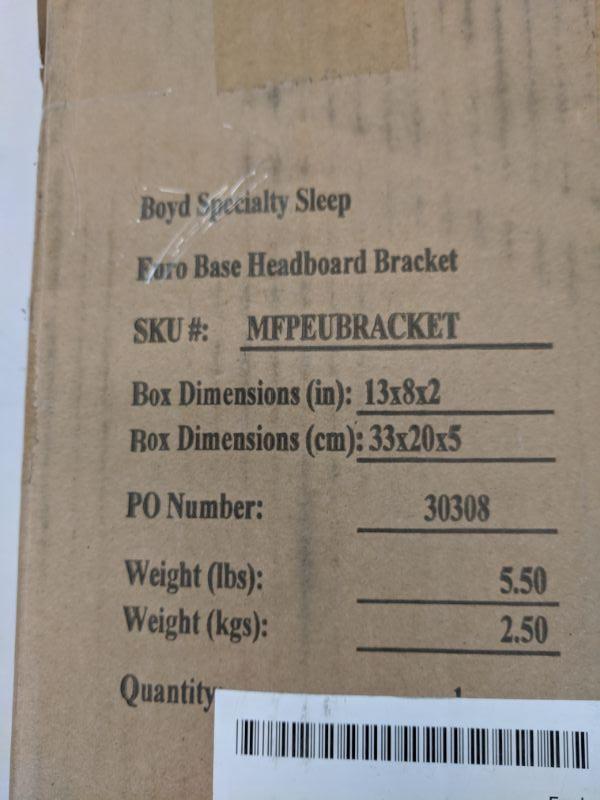 Boyd Specialty Sleep
Euro Base Headboard Bracket
SKU #: MFPEUBRACKET
Box Dimensions (in): 13x8x2
Box Dimensions (cm): 33x20x5
PO Number: 30308
Weight (lbs): 5.50
Weight (kgs): 2.50
Quantity